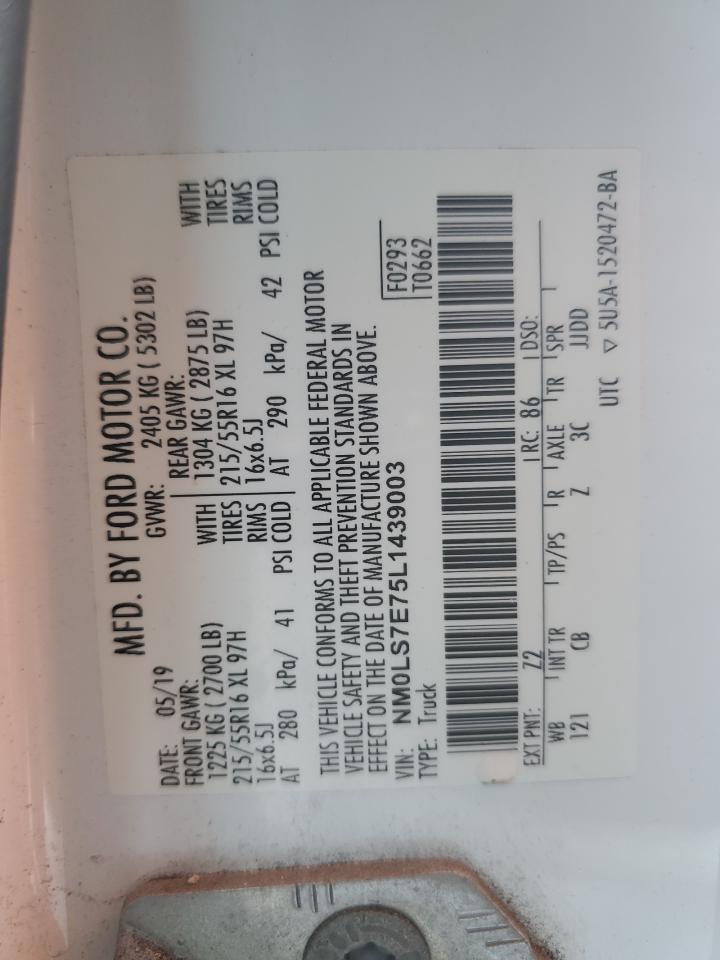 MFD. BY FORD MOTOR CO.
DATE: 05/19 GVWR: 2405 KG ( 5302 LB)
FRONT GAWR: REAR GAWR:
1225 KG ( 2700 LB) WITH 1304 KG ( 2875 LB) WITH
215/55R16 XL 97H TIRES 215/55R16 XL 97H TIRES
16x6.5J RIMS 16x6.5J RIMS
AT 280 kPa/ 41 PSI COLD AT 290 kPa/ 42 PSI COLD
THIS VEHICLE CONFORMS TO ALL APPLICABLE FEDERAL MOTOR
VEHICLE SAFETY AND THEFT PREVENTION STANDARDS IN
EFFECT ON THE DATE OF MANUFACTURE SHOWN ABOVE.
VIN: NM0LS7E75L1439003 F0293
TYPE: Truck T0662
EXT PNT: Z2 RC: 86 DSO:
WB INT TR TP/PS R AXLE TR SPR
121 CB Z 3C JJDD
UTC ▽ 5U5A-1520472-BA